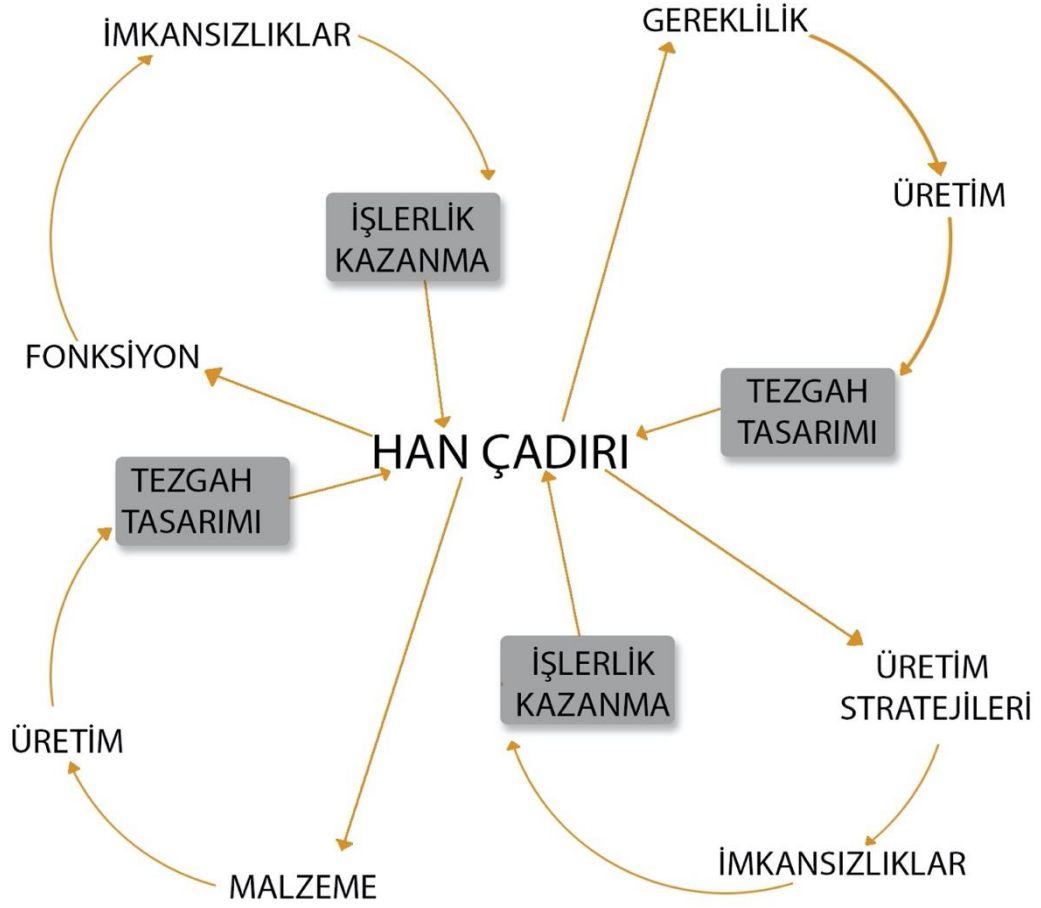 GEREKLİLİK
İMKANSIZLIKLAR
ÜRETİM
İŞLERLİK
KAZANMA
FONKSİYON
TEZGAH
TASARIMI
HAN ÇADIRI
TEZGAH
TASARIMI
İŞLERLİK
KAZANMA
ÜRETİM
STRATEJİLERİ
ÜRETİM
İMKANSIZLIKLAR
MALZEME